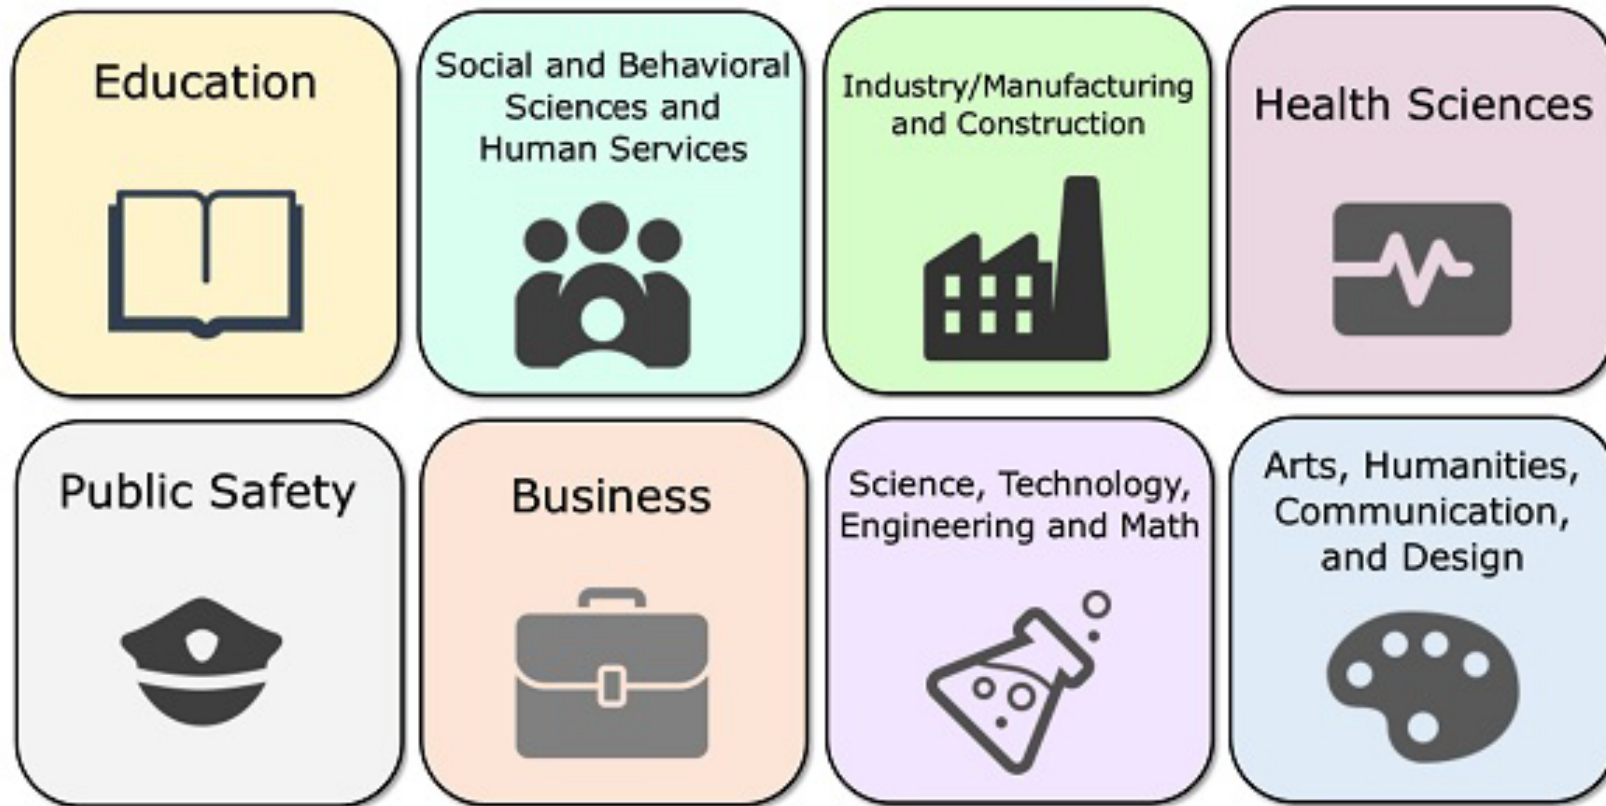 Education
Social and Behavioral
Sciences and
Human Services
Industry/Manufacturing
and Construction
Health Sciences
Public Safety
Business
Science, Technology,
Engineering and Math
Arts, Humanities,
Communication,
and Design